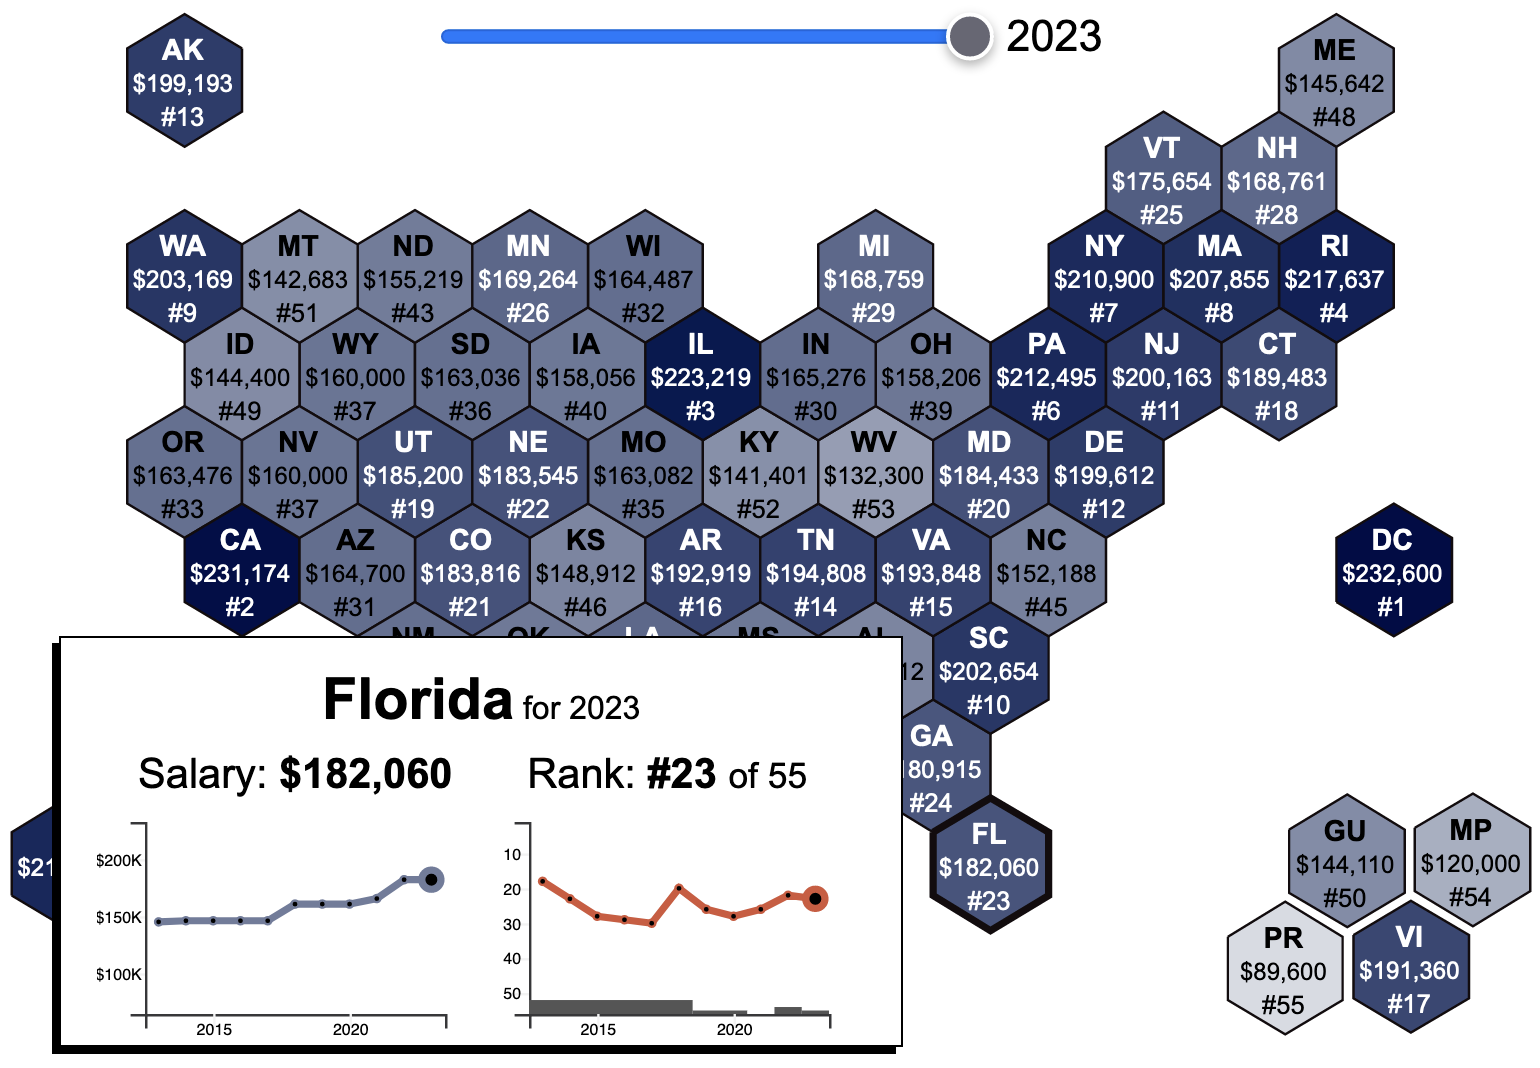 2023
AK
$199,193
#13
ME
$145,642
#48
VT
$175,654
#25
NH
$168,761
#28
WA
$203,169
#9
MT
$142,683
#51
ND
$155,219
#43
MN
$169,264
#26
WI
$164,487
#32
MI
$168,759
#29
NY
$210,900
#7
MA
$207,855
#8
RI
$217,637
#4
ID
$144,400
#49
WY
$160,000
#37
SD
$163,036
#36
IA
$158,056
#40
IL
$223,219
#3
IN
$165,276
#30
OH
$158,206
#39
PA
$212,495
#6
NJ
$200,163
#11
CT
$189,483
#18
OR
$163,476
#33
NV
$160,000
#37
UT
$185,200
#19
NE
$183,545
#22
MO
$163,082
#35
KY
$141,401
#52
WV
$132,300
#53
MD
$184,433
#20
DE
$199,612
#12
CA
$231,174
#2
AZ
$164,700
#31
CO
$183,816
#21
KS
$148,912
#46
AR
$192,919
#16
TN
$194,808
#14
VA
$193,848
#15
NC
$152,188
#45
DC
$232,600
#1
NM
OK
LA
MS
AL
12
SC
$202,654
#10
GA
80,915
#24
$21
FL
$182,060
#23
GU
$144,110
#50
MP
$120,000
#54
PR
$89,600
#55
VI
$191,360
#17
Florida for 2023
Salary: $182,060
Rank: #23 of 55
$200K
$150K
$100K
2015
2020
10
20
30
40
50
2015
2020